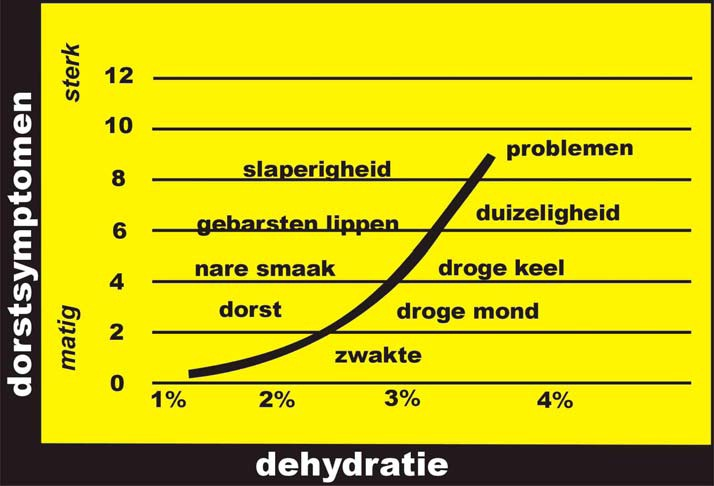 dorstsymptomen
sterk
matig
12
10
problemen
slaperigheid
8
duizeligheid
gebarsten lippen
6
nare smaak
droge keel
4
dorst
droge mond
2
zwakte
0
1% 2% 3% 4%
dehydratie